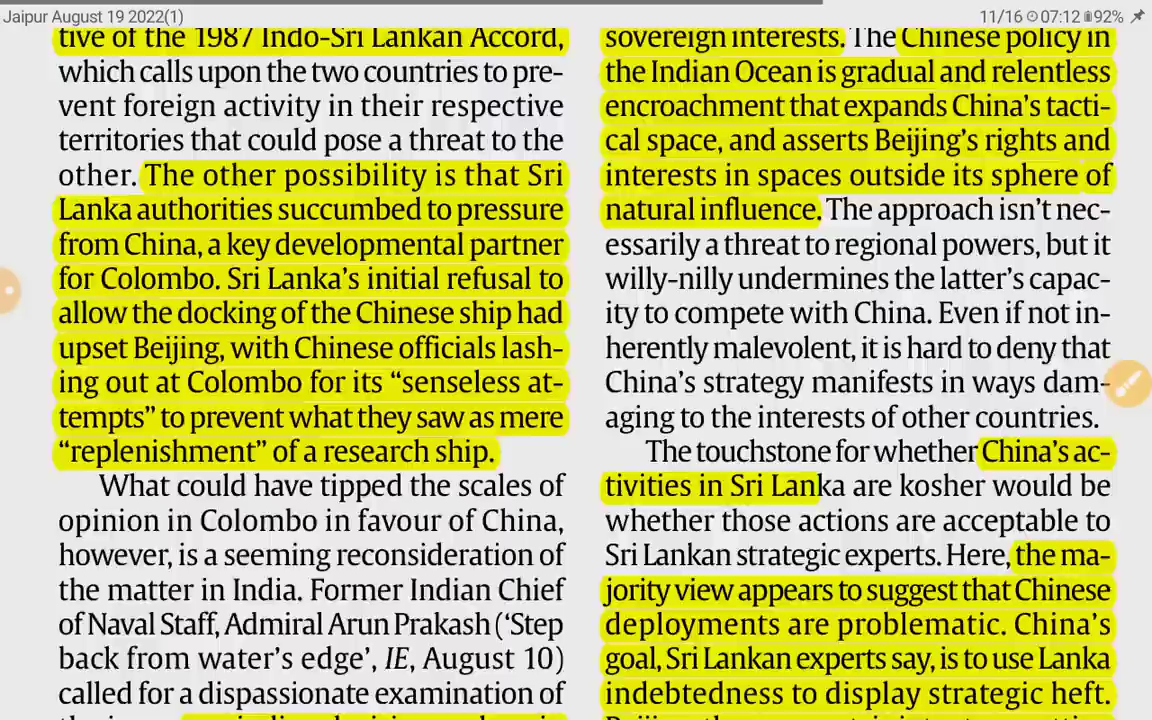 Jaipur August 19 2022(1)
11/16 07:12 92%
tive of the 1987 Indo-Sri Lankan Accord,
which calls upon the two countries to pre-
vent foreign activity in their respective
territories that could pose a threat to the
other. The other possibility is that Sri
Lanka authorities succumbed to pressure
from China, a key developmental partner
for Colombo. Sri Lanka’s initial refusal to
allow the docking of the Chinese ship had
upset Beijing, with Chinese officials lash-
ing out at Colombo for its “senseless at-
tempts” to prevent what they saw as mere
“replenishment” of a research ship.
What could have tipped the scales of
opinion in Colombo in favour of China,
however, is a seeming reconsideration of
the matter in India. Former Indian Chief
of Naval Staff, Admiral Arun Prakash (‘Step
back from water’s edge’, IE, August 10)
called for a dispassionate examination of
sovereign interests. The Chinese policy in
the Indian Ocean is gradual and relentless
encroachment that expands China’s tacti-
cal space, and asserts Beijing’s rights and
interests in spaces outside its sphere of
natural influence. The approach isn’t nec-
essarily a threat to regional powers, but it
willy-nilly undermines the latter’s capac-
ity to compete with China. Even if not in-
herently malevolent, it is hard to deny that
China’s strategy manifests in ways dam-
aging to the interests of other countries.
The touchstone for whether China’s ac-
tivities in Sri Lanka are kosher would be
whether those actions are acceptable to
Sri Lankan strategic experts. Here, the ma-
jority view appears to suggest that Chinese
deployments are problematic. China’s
goal, Sri Lankan experts say, is to use Lanka
indebtedness to display strategic heft.